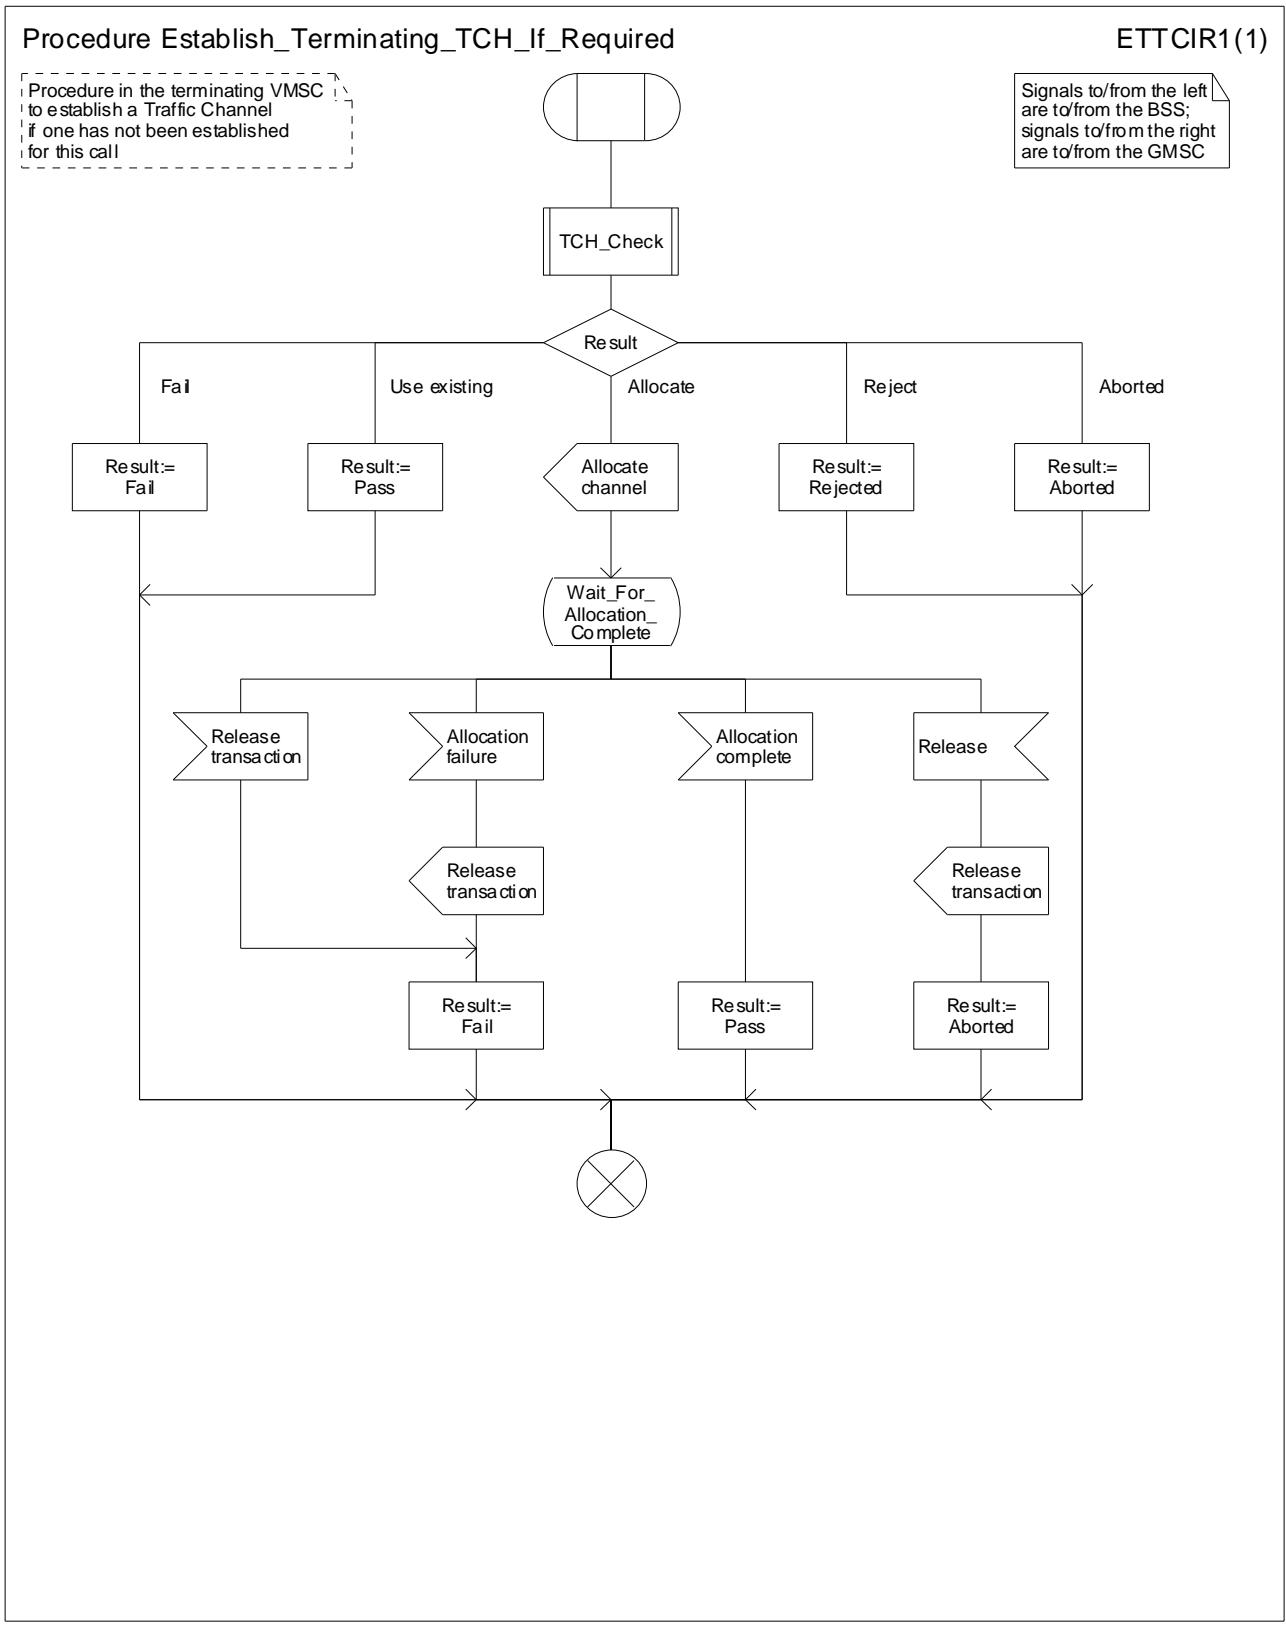 Procedure Establish_Terminating_TCH_If_Required
ETTCIR1(1)
Procedure in the terminating VMSC
to establish a Traffic Channel
if one has not been established
for this call
Signals to/from the left
are to/from the BSS;
signals to/from the right
are to/from the GMSC
TCH_Check
Result
Fail
Use existing
Allocate
Reject
Aborted
Result:=
Fail
Result:=
Pass
Allocate
channel
Result:=
Rejected
Result:=
Aborted
Wait_For_
Allocation_
Complete
Release
transaction
Allocation
failure
Allocation
complete
Release
Release
transaction
Release
transaction
Result:=
Fail
Result:=
Pass
Result:=
Aborted